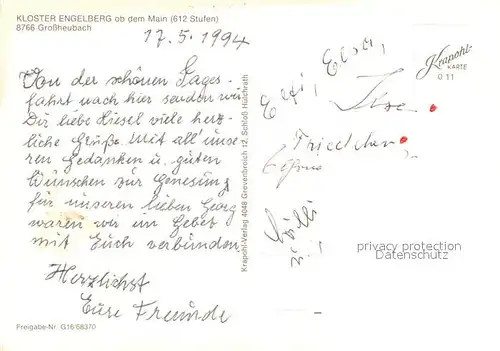 KLOSTER ENGELBERG ob dem Main (612 Stufen)
8766 Großheubach
17.5.1994
Von der schönen Tages-
fahrt nach hier senden wir
Dir liebe Hiesel viele herz-
liche Grüße. Mit all' unse-
ren Gedanken u. guten
Wünschen zur Genesung
für unseren lieben Georg
waren wir im Gebet
mit Euch verbunden.
Herzlichst
Eure Freunde
Freigabe-Nr. G16/58370
Krapohl-Verlag 4048 Grevenbroich 12, Schloß Hülchrath
Krapohl-
KARTE
O 11
Elfi, Elsa,
Ilse
Friedchen
u.
privacy protection
Datenschutz